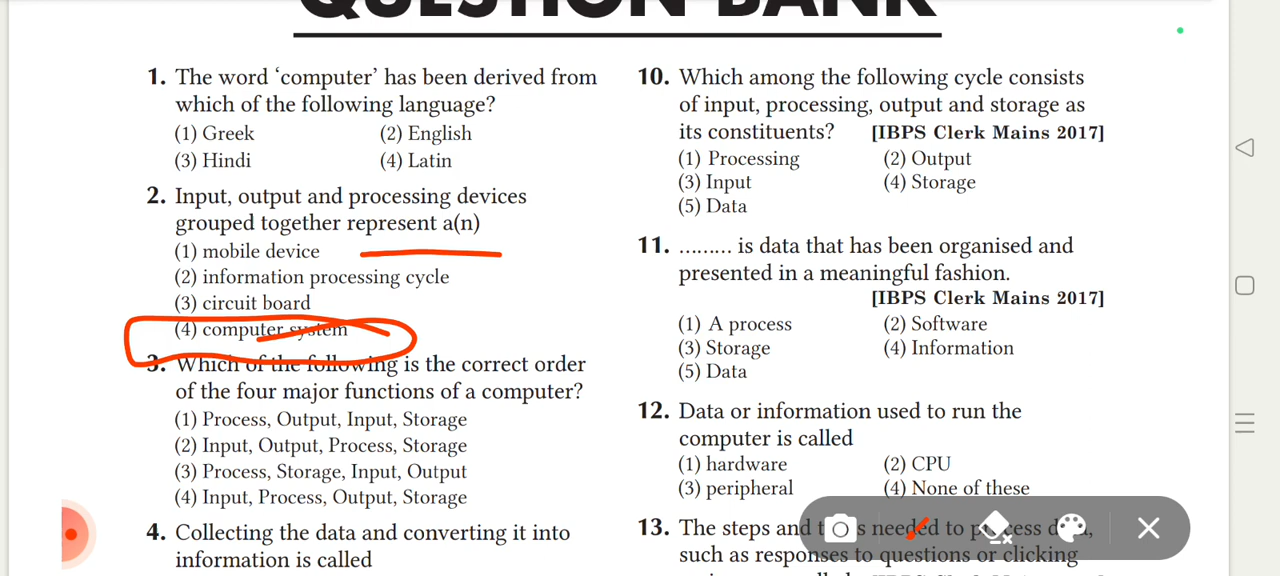 QUESTION BANK
1. The word ‘computer’ has been derived from
which of the following language?
(1) Greek (2) English
(3) Hindi (4) Latin
2. Input, output and processing devices
grouped together represent a(n)
(1) mobile device
(2) information processing cycle
(3) circuit board
(4) computer system
3. Which of the following is the correct order
of the four major functions of a computer?
(1) Process, Output, Input, Storage
(2) Input, Output, Process, Storage
(3) Process, Storage, Input, Output
(4) Input, Process, Output, Storage
4. Collecting the data and converting it into
information is called
10. Which among the following cycle consists
of input, processing, output and storage as
its constituents? [IBPS Clerk Mains 2017]
(1) Processing (2) Output
(3) Input (4) Storage
(5) Data
11. ......... is data that has been organised and
presented in a meaningful fashion.
[IBPS Clerk Mains 2017]
(1) A process (2) Software
(3) Storage (4) Information
(5) Data
12. Data or information used to run the
computer is called
(1) hardware (2) CPU
(3) peripheral (4) None of these
13. The steps and needed to
such as responses to questions or clicking